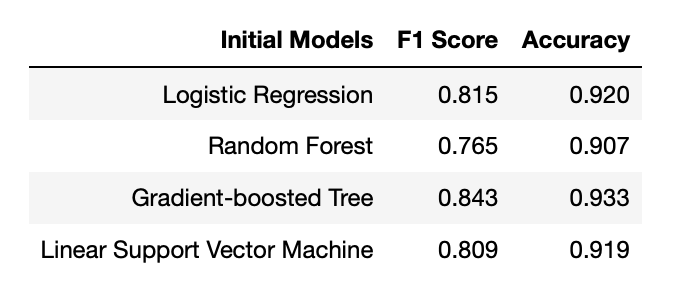 Initial Models F1 Score Accuracy
Logistic Regression 0.815 0.920
Random Forest 0.765 0.907
Gradient-boosted Tree 0.843 0.933
Linear Support Vector Machine 0.809 0.919